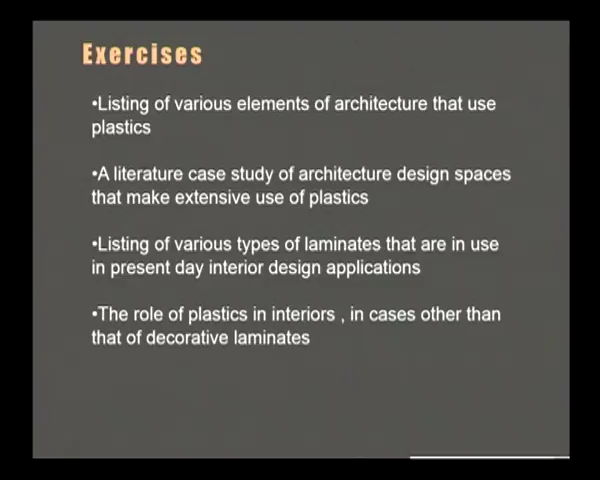 Exercises
•Listing of various elements of architecture that use
plastics
•A literature case study of architecture design spaces
that make extensive use of plastics
•Listing of various types of laminates that are in use
in present day interior design applications
•The role of plastics in interiors , in cases other than
that of decorative laminates